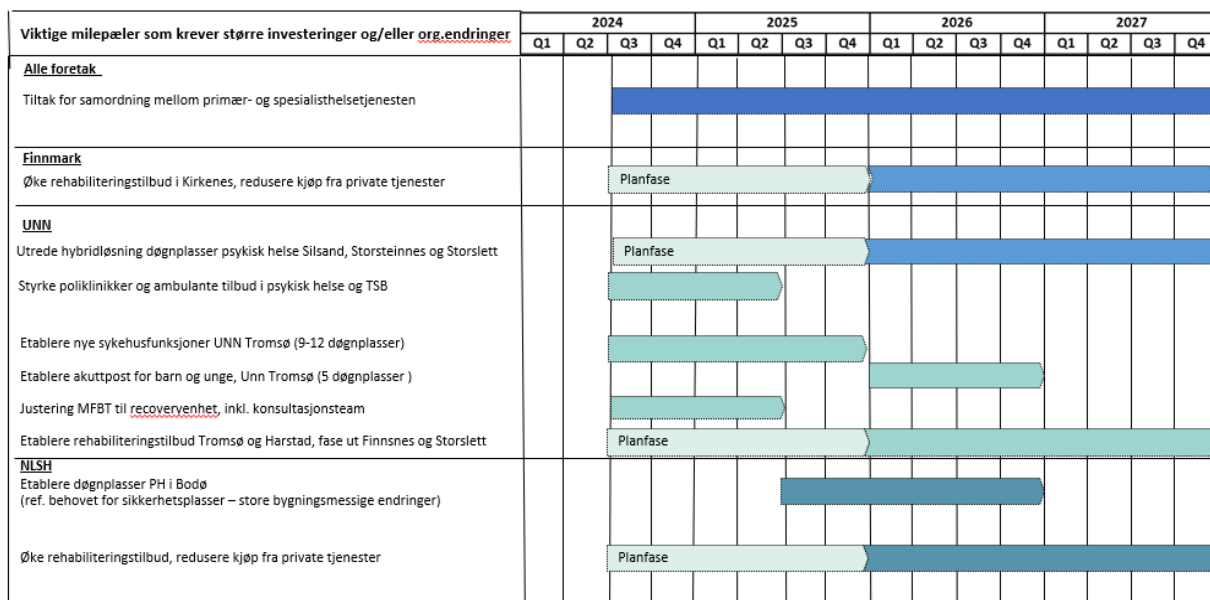 Viktige milepæler som krever større investeringer og/eller org.endringer
2024 2025 2026 2027
Q1 Q2 Q3 Q4 Q1 Q2 Q3 Q4 Q1 Q2 Q3 Q4 Q1 Q2 Q3 Q4
Alle foretak
Tiltak for samordning mellom primær- og spesialisthelsetjenesten
Finnmark
Øke rehabiliteringstilbud i Kirkenes, redusere kjøp fra private tjenester
Planfase
UNN
Utrede hybridløsning døgnplasser psykisk helse Silsand, Storsteinnes og Storslett
Planfase
Styrke poliklinikker og ambulante tilbud i psykisk helse og TSB
Etablere nye sykehusfunksjoner UNN Tromsø (9-12 døgnplasser)
Etablere akuttpost for barn og unge, Unn Tromsø (5 døgnplasser )
Justering MFBT til recoveryenhet, inkl. konsultasjonsteam
Etablere rehabiliteringstilbud Tromsø og Harstad, fase ut Finnsnes og Storslett
Planfase
NLSH
Etablere døgnplasser PH i Bodø
(ref. behovet for sikkerhetsplasser – store bygningsmessige endringer)
Øke rehabiliteringstilbud, redusere kjøp fra private tjenester
Planfase